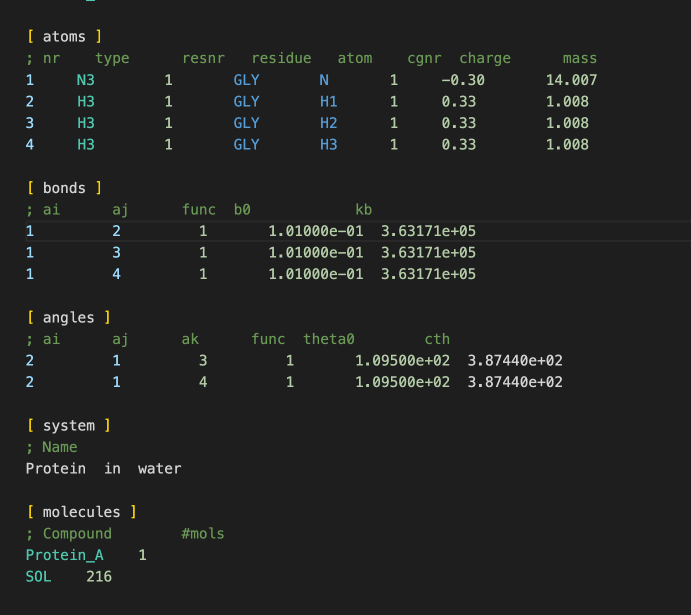 [ atoms ]
; nr    type      resnr   residue   atom    cgnr  charge      mass
1     N3        1       GLY       N       1     -0.30       14.007
2     H3        1       GLY       H1      1     0.33        1.008
3     H3        1       GLY       H2      1     0.33        1.008
4     H3        1       GLY       H3      1     0.33        1.008
[ bonds ]
; ai      aj      func  b0            kb
1         2         1       1.01000e-01  3.63171e+05
1         3         1       1.01000e-01  3.63171e+05
1         4         1       1.01000e-01  3.63171e+05
[ angles ]
; ai      aj      ak      func  theta0        cth
2         1         3         1       1.09500e+02  3.87440e+02
2         1         4         1       1.09500e+02  3.87440e+02
[ system ]
; Name
Protein  in  water
[ molecules ]
; Compound        #mols
Protein_A    1
SOL    216